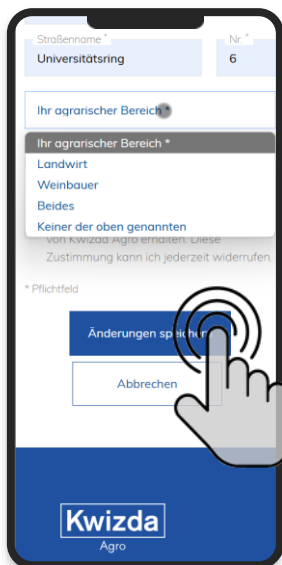 Straßenname *
Nr. *
Universitätsring
6
Ihr agrarischer Bereich *
Ihr agrarischer Bereich *
Landwirt
Weinbauer
Beides
Keiner der oben genannten
von Kwizda Agro erhalten. Diese
Zustimmung kann ich jederzeit widerrufen.
* Pflichtfeld
Änderungen
Abbrechen
Kwizda
Agro